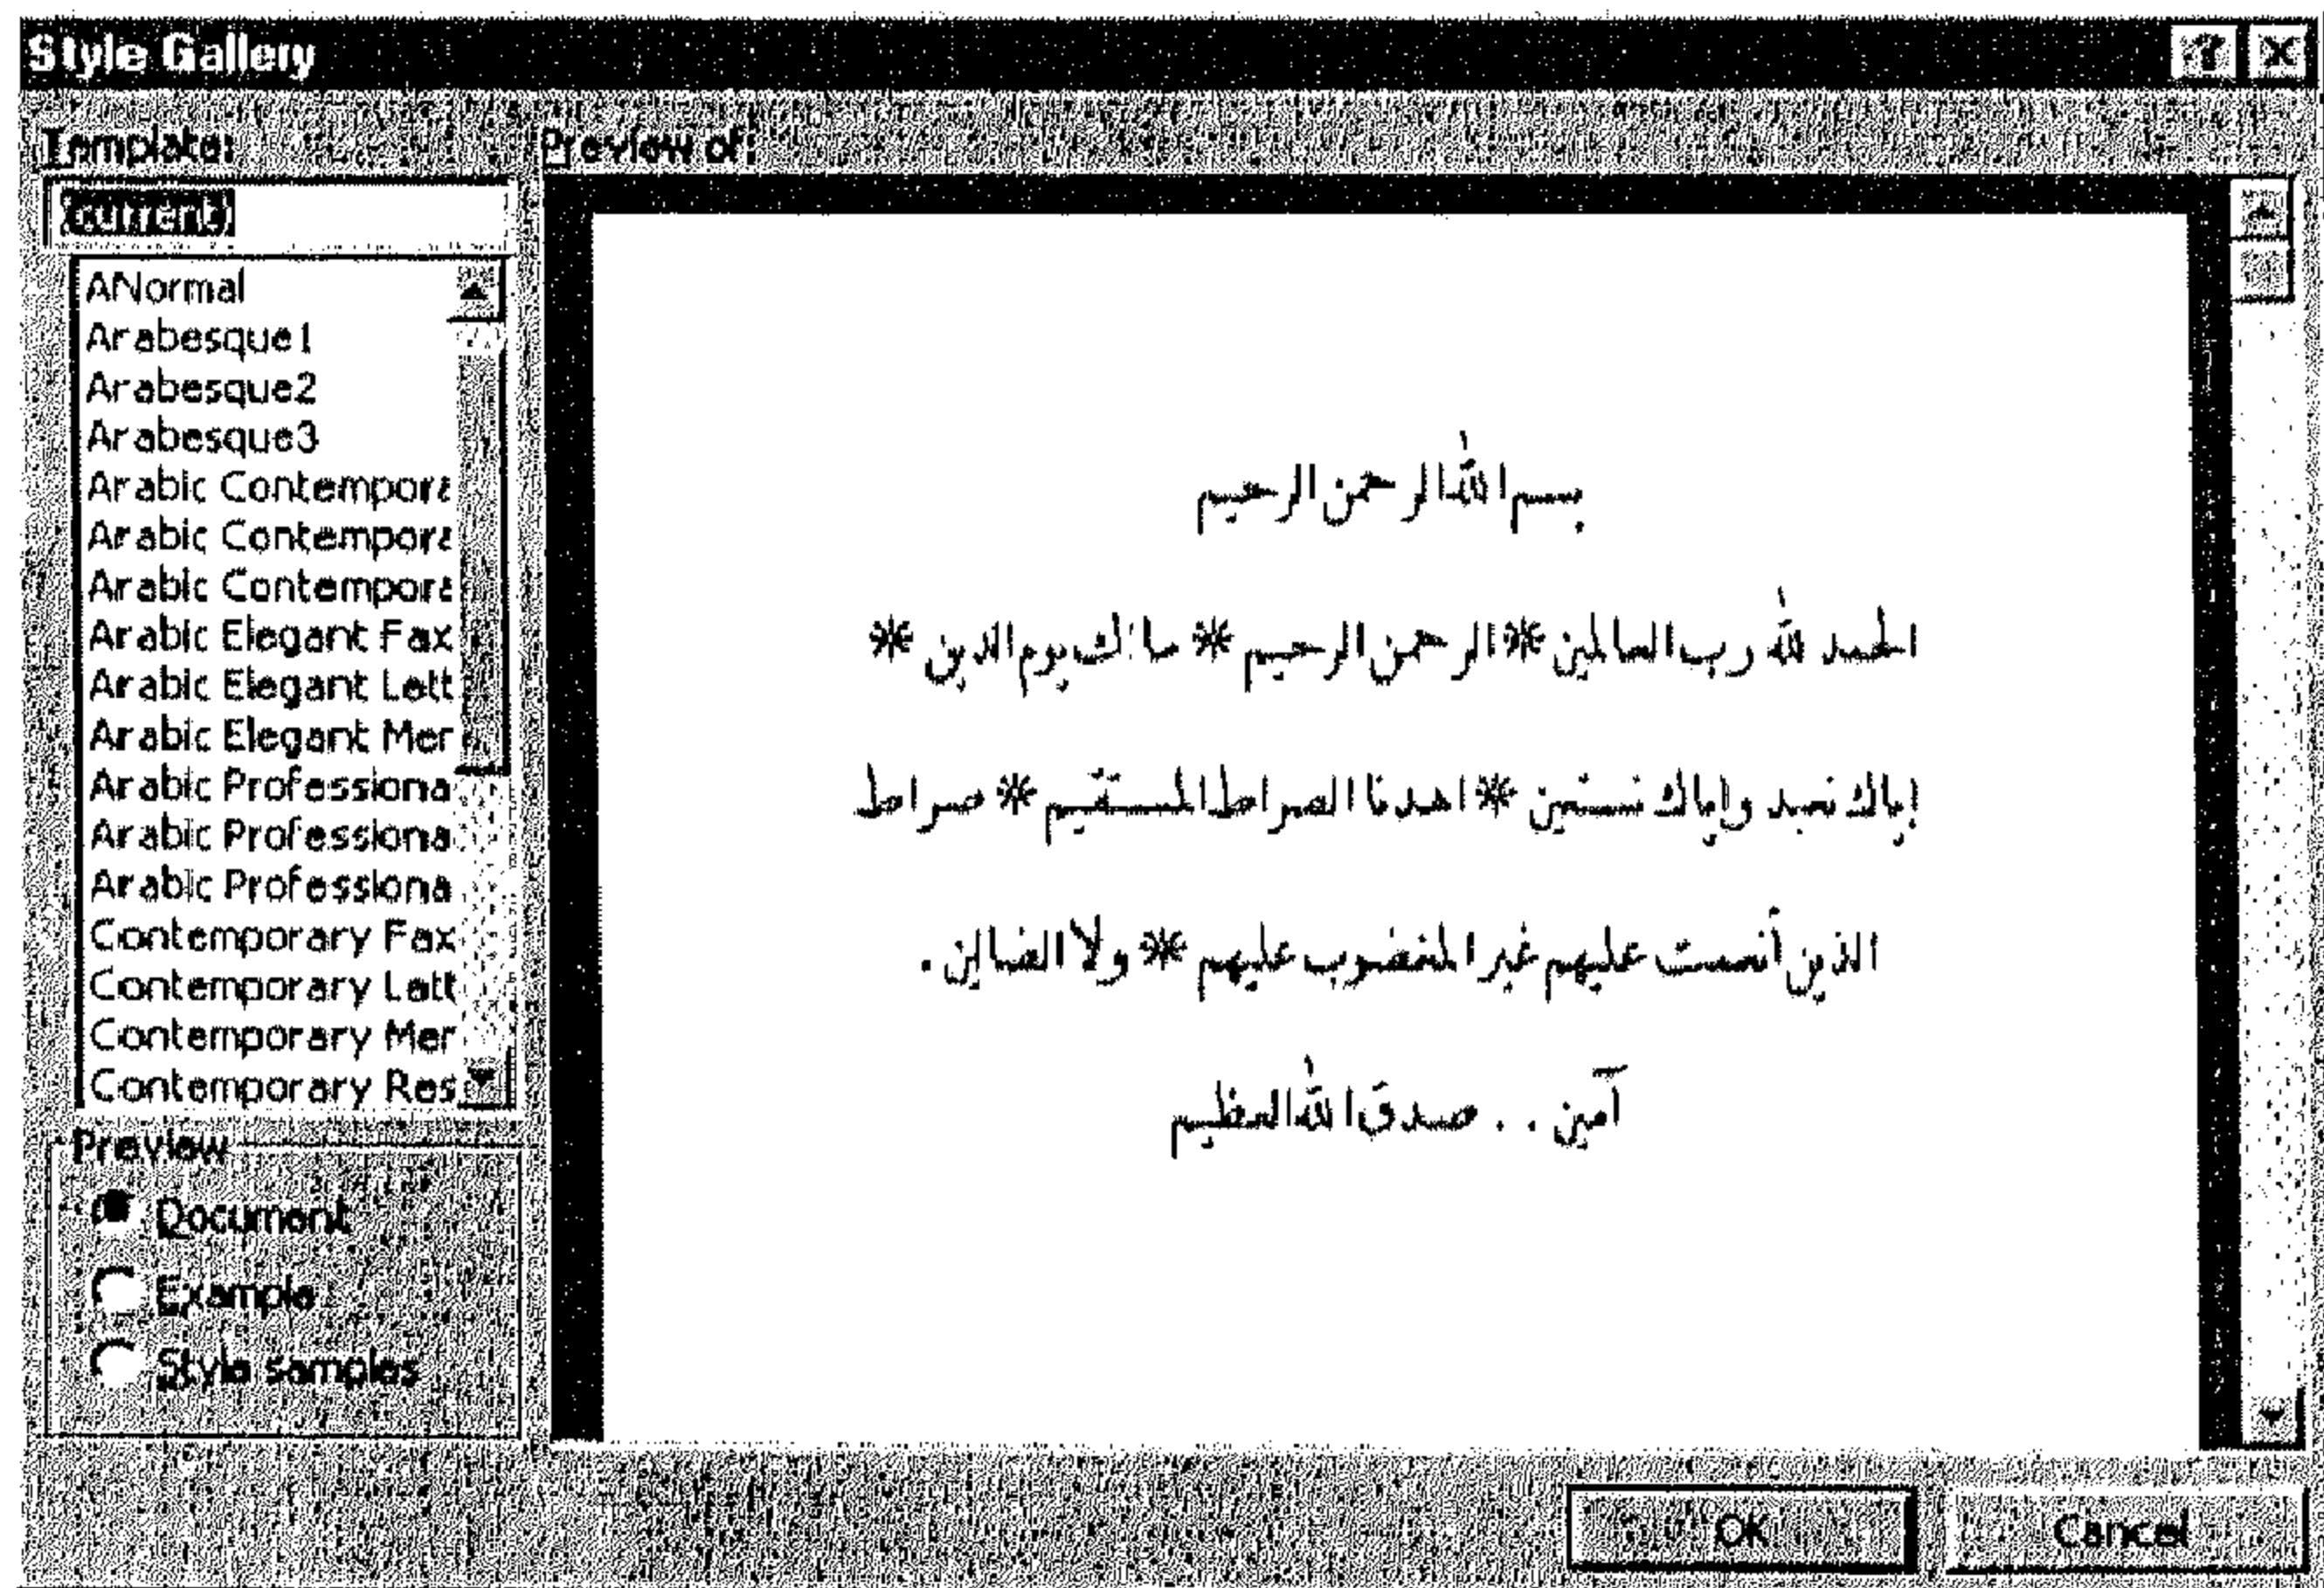 Style Gallery
Template:
Preview of:
(current)
ANormal
Arabesque1
Arabesque2
Arabesque3
Arabic Contempora
Arabic Contempora
Arabic Contempora
Arabic Elegant Fax
Arabic Elegant Lett
Arabic Elegant Mer
Arabic Professiona
Arabic Professiona
Arabic Professiona
Contemporary Fax
Contemporary Lett
Contemporary Mer
Contemporary Res
Preview
Document
Example
Style samples
بسم الله الرحمن الرحيم
الحمد لله رب العالمين * الرحمن الرحيم * مالك يوم الدين *
إياك نعبد وإياك نستعين * اهدنا الصراط المستقيم * صراط
الذين أنعمت عليهم غير المغضوب عليهم * ولا الضالين .
آمين . . صدق الله العظيم
OK
Cancel